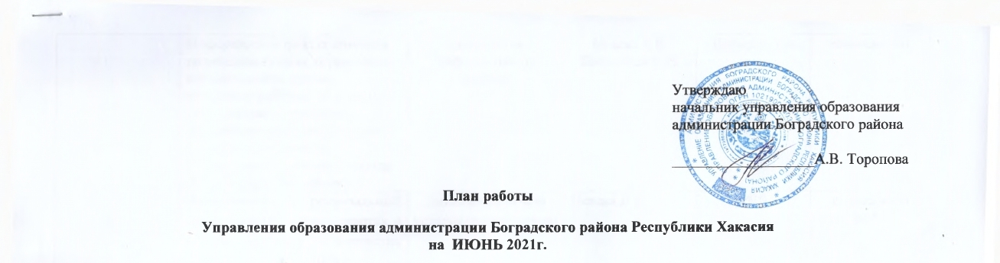 Утверждаю
начальник управления образования
администрации Боградского района
А.В. Торопова
План работы
Управления образования администрации Боградского района Республики Хакасия
на ИЮНЬ 2021г.